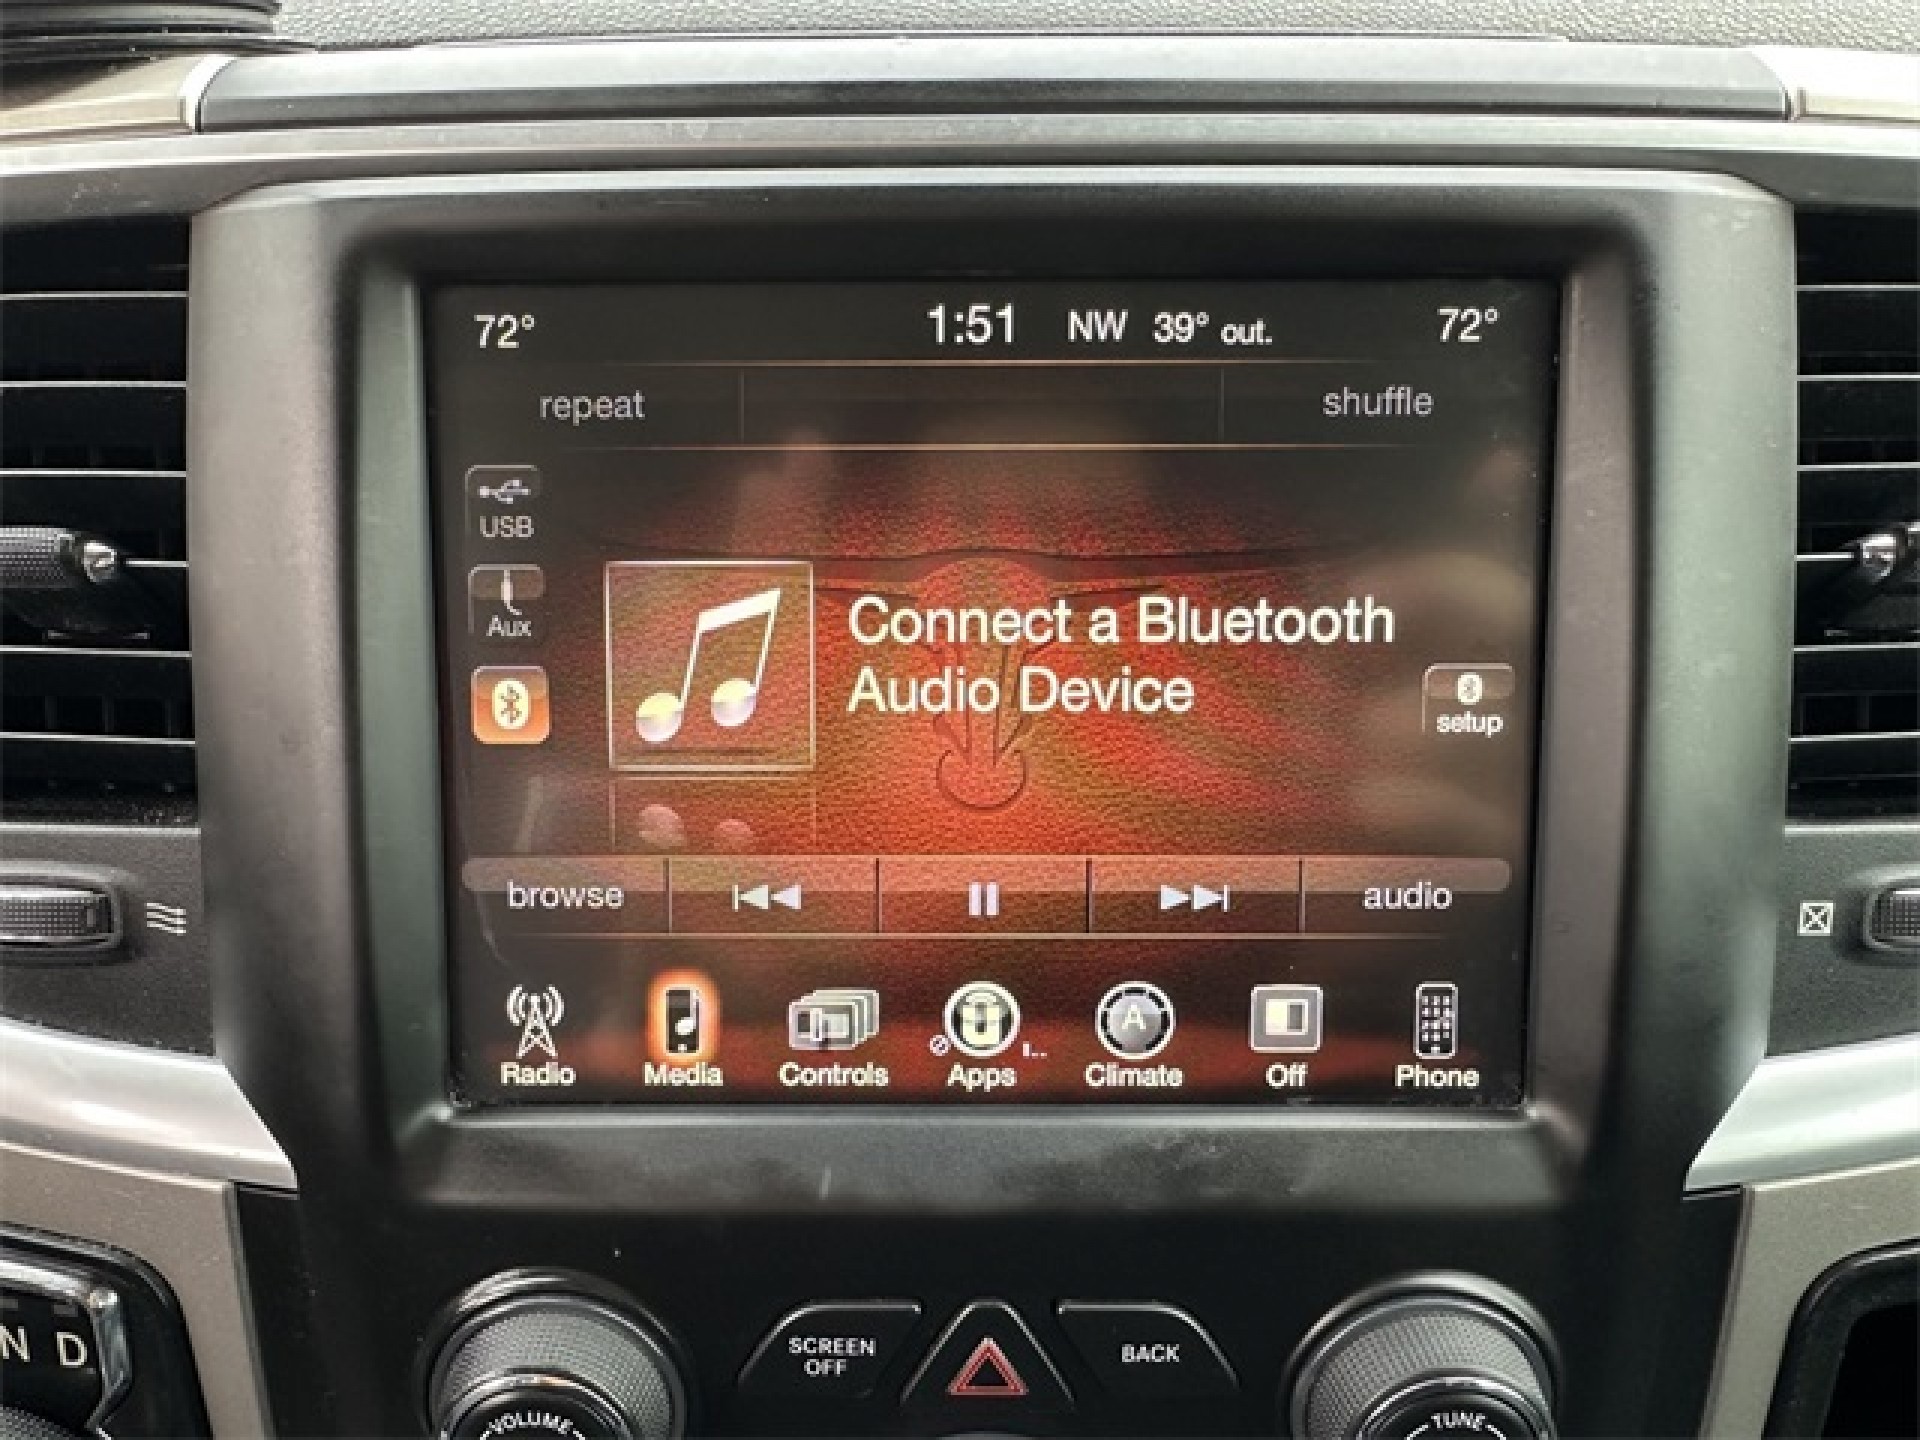 72° 1:51 NW 39° out. 72°
repeat shuffle
USB
Aux
Connect a Bluetooth
Audio Device
setup
browse audio
Radio Media Controls Apps Climate Off Phone
N D
SCREEN
OFF
BACK
VOLUME
TUNE